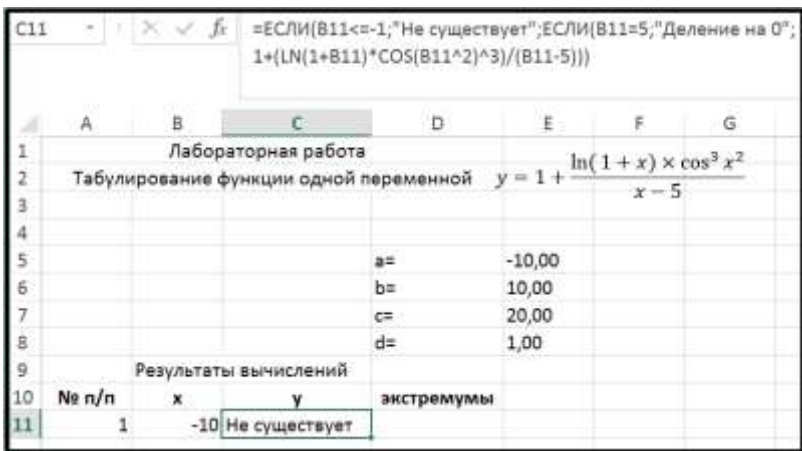 C11 fx =ЕСЛИ(B11<=-1;"Не существует";ЕСЛИ(B11=5;"Деление на 0";
1+(LN(1+B11)*COS(B11^2)^3)/(B11-5)))
A B C D E F G
1 Лабораторная работа
2 Табулирование функции одной переменной y = 1 + ln( 1 + x) × cos³ x² / x − 5
3
4
5 a= -10,00
6 b= 10,00
7 c= 20,00
8 d= 1,00
9 Результаты вычислений
10 № п/п x y экстремумы
11 1 -10 Не существует